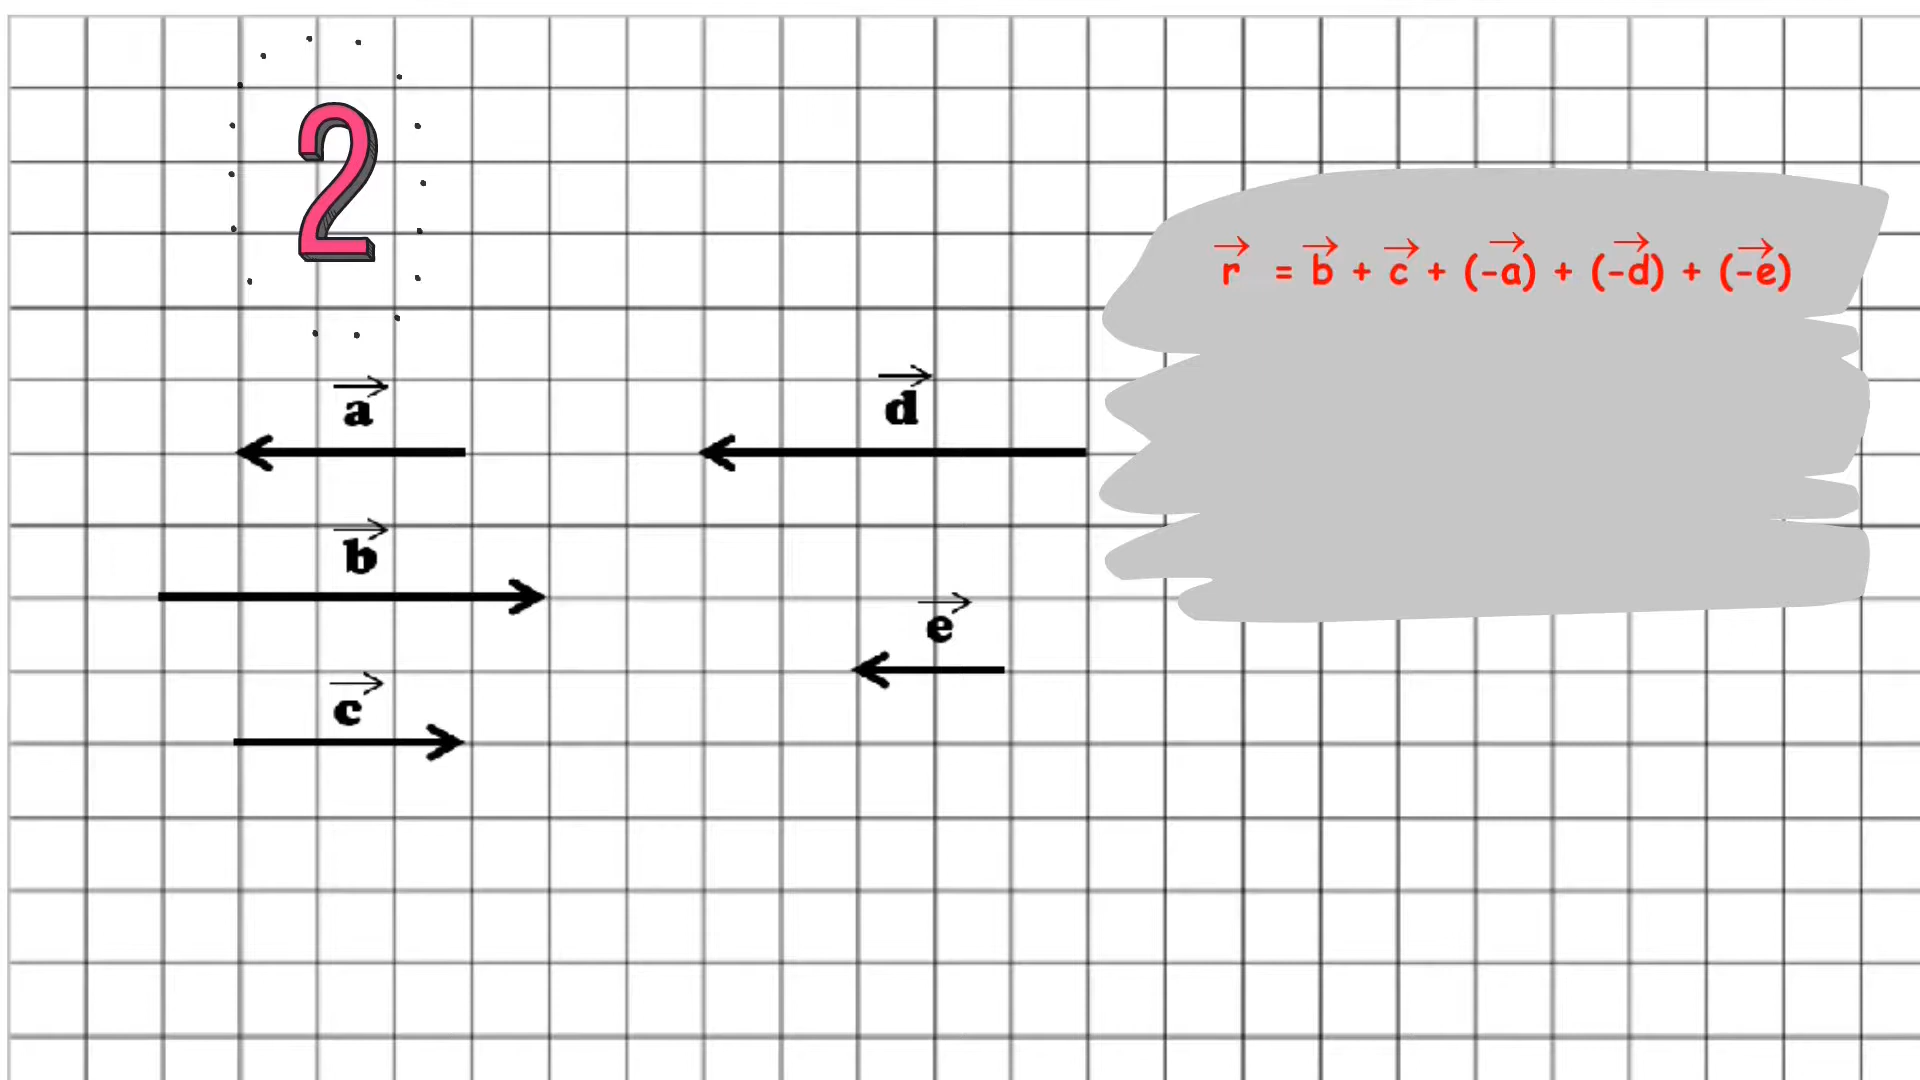 2
a⃗
d⃗
r⃗ = b⃗ + c⃗ + (-a⃗) + (-d⃗) + (-e⃗)
b⃗
e⃗
c⃗